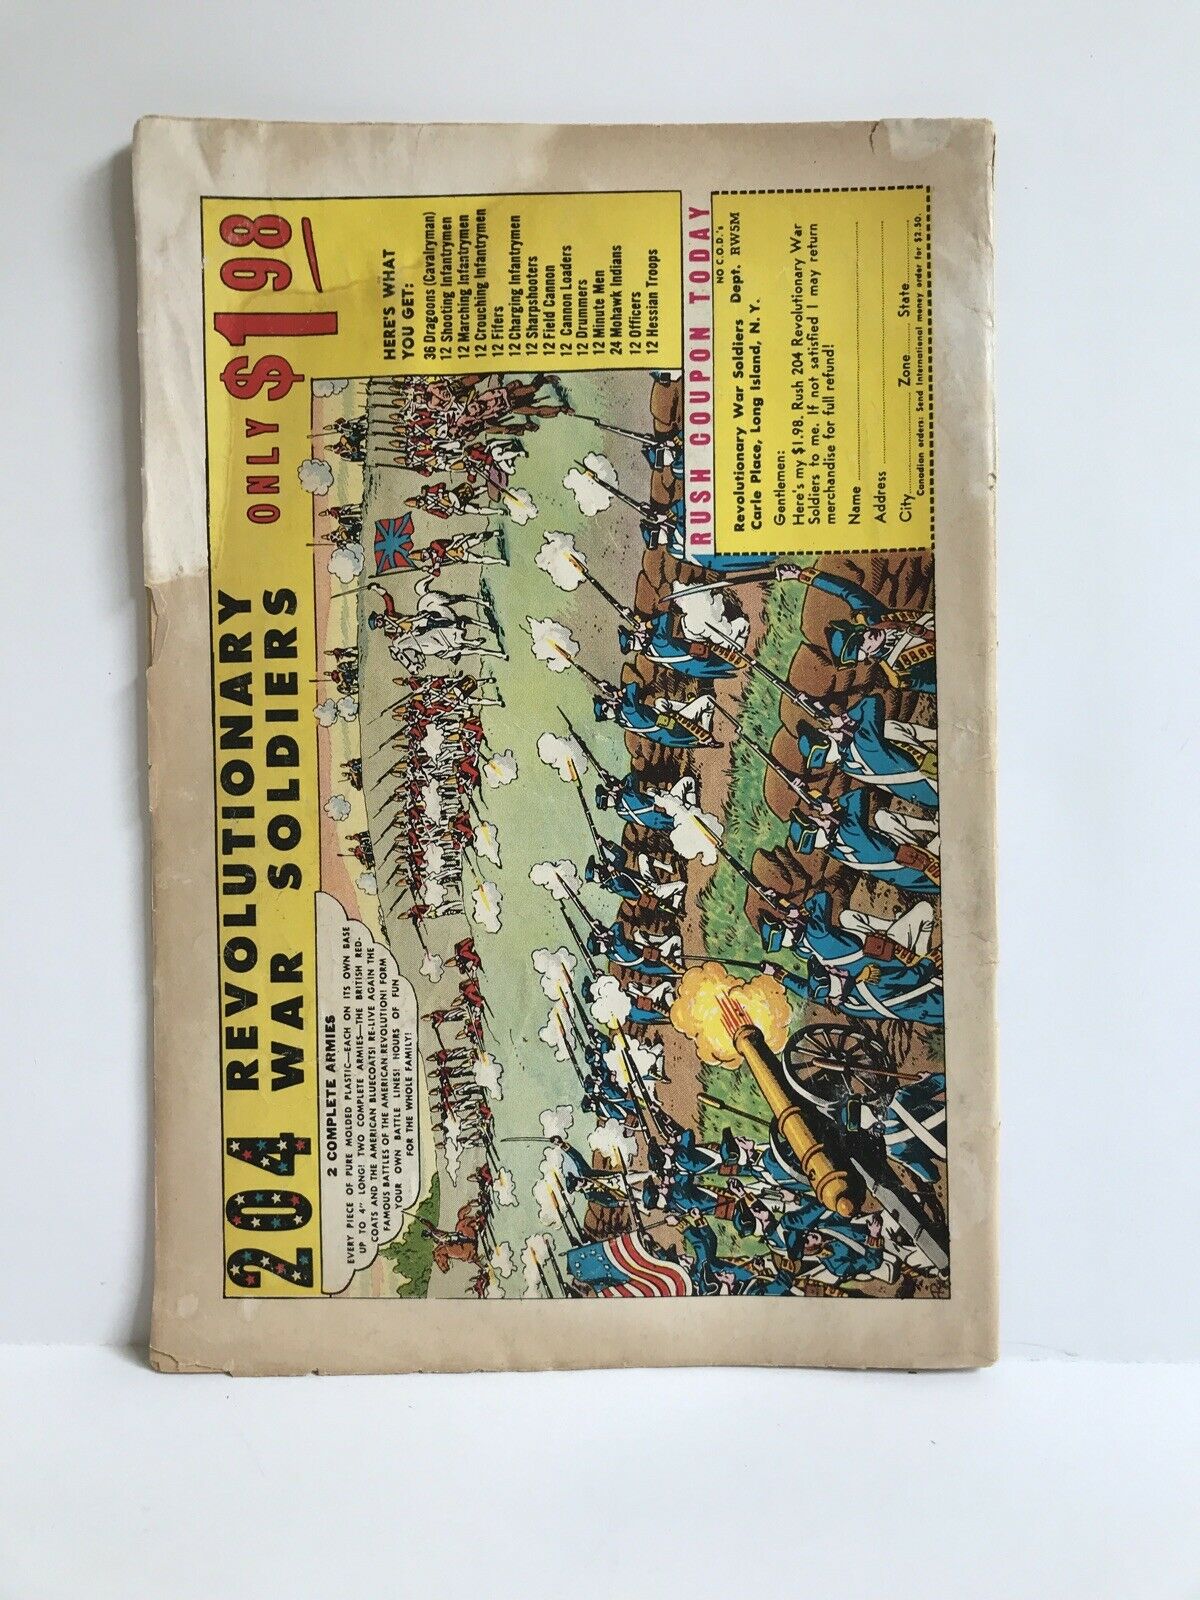 204 REVOLUTIONARY
WAR SOLDIERS
ONLY $1 98
2 COMPLETE ARMIES
EVERY PIECE OF PURE MOLDED PLASTIC—EACH ON ITS OWN BASE
UP TO 4" LONG! TWO COMPLETE ARMIES—THE BRITISH RED-
COATS AND THE AMERICAN BLUECOATS! RE-LIVE AGAIN THE
FAMOUS BATTLES OF THE AMERICAN REVOLUTION! FORM
YOUR OWN BATTLE LINES! HOURS OF FUN
FOR THE WHOLE FAMILY!
HERE'S WHAT
YOU GET:
36 Dragoons (Cavalryman)
12 Shooting Infantrymen
12 Marching Infantrymen
12 Crouching Infantrymen
12 Fifers
12 Charging Infantrymen
12 Sharpshooters
12 Field Cannon
12 Cannon Loaders
12 Drummers
12 Minute Men
24 Mohawk Indians
12 Officers
12 Hessian Troops
RUSH COUPON TODAY
NO C.O.D.'s
Revolutionary War Soldiers Dept. RW5M
Carle Place, Long Island, N. Y.
Gentlemen:
Here's my $1.98. Rush 204 Revolutionary War
Soldiers to me. If not satisfied I may return
merchandise for full refund!
Name
Address
City Zone State
Canadian orders: Send International money order for $2.50.